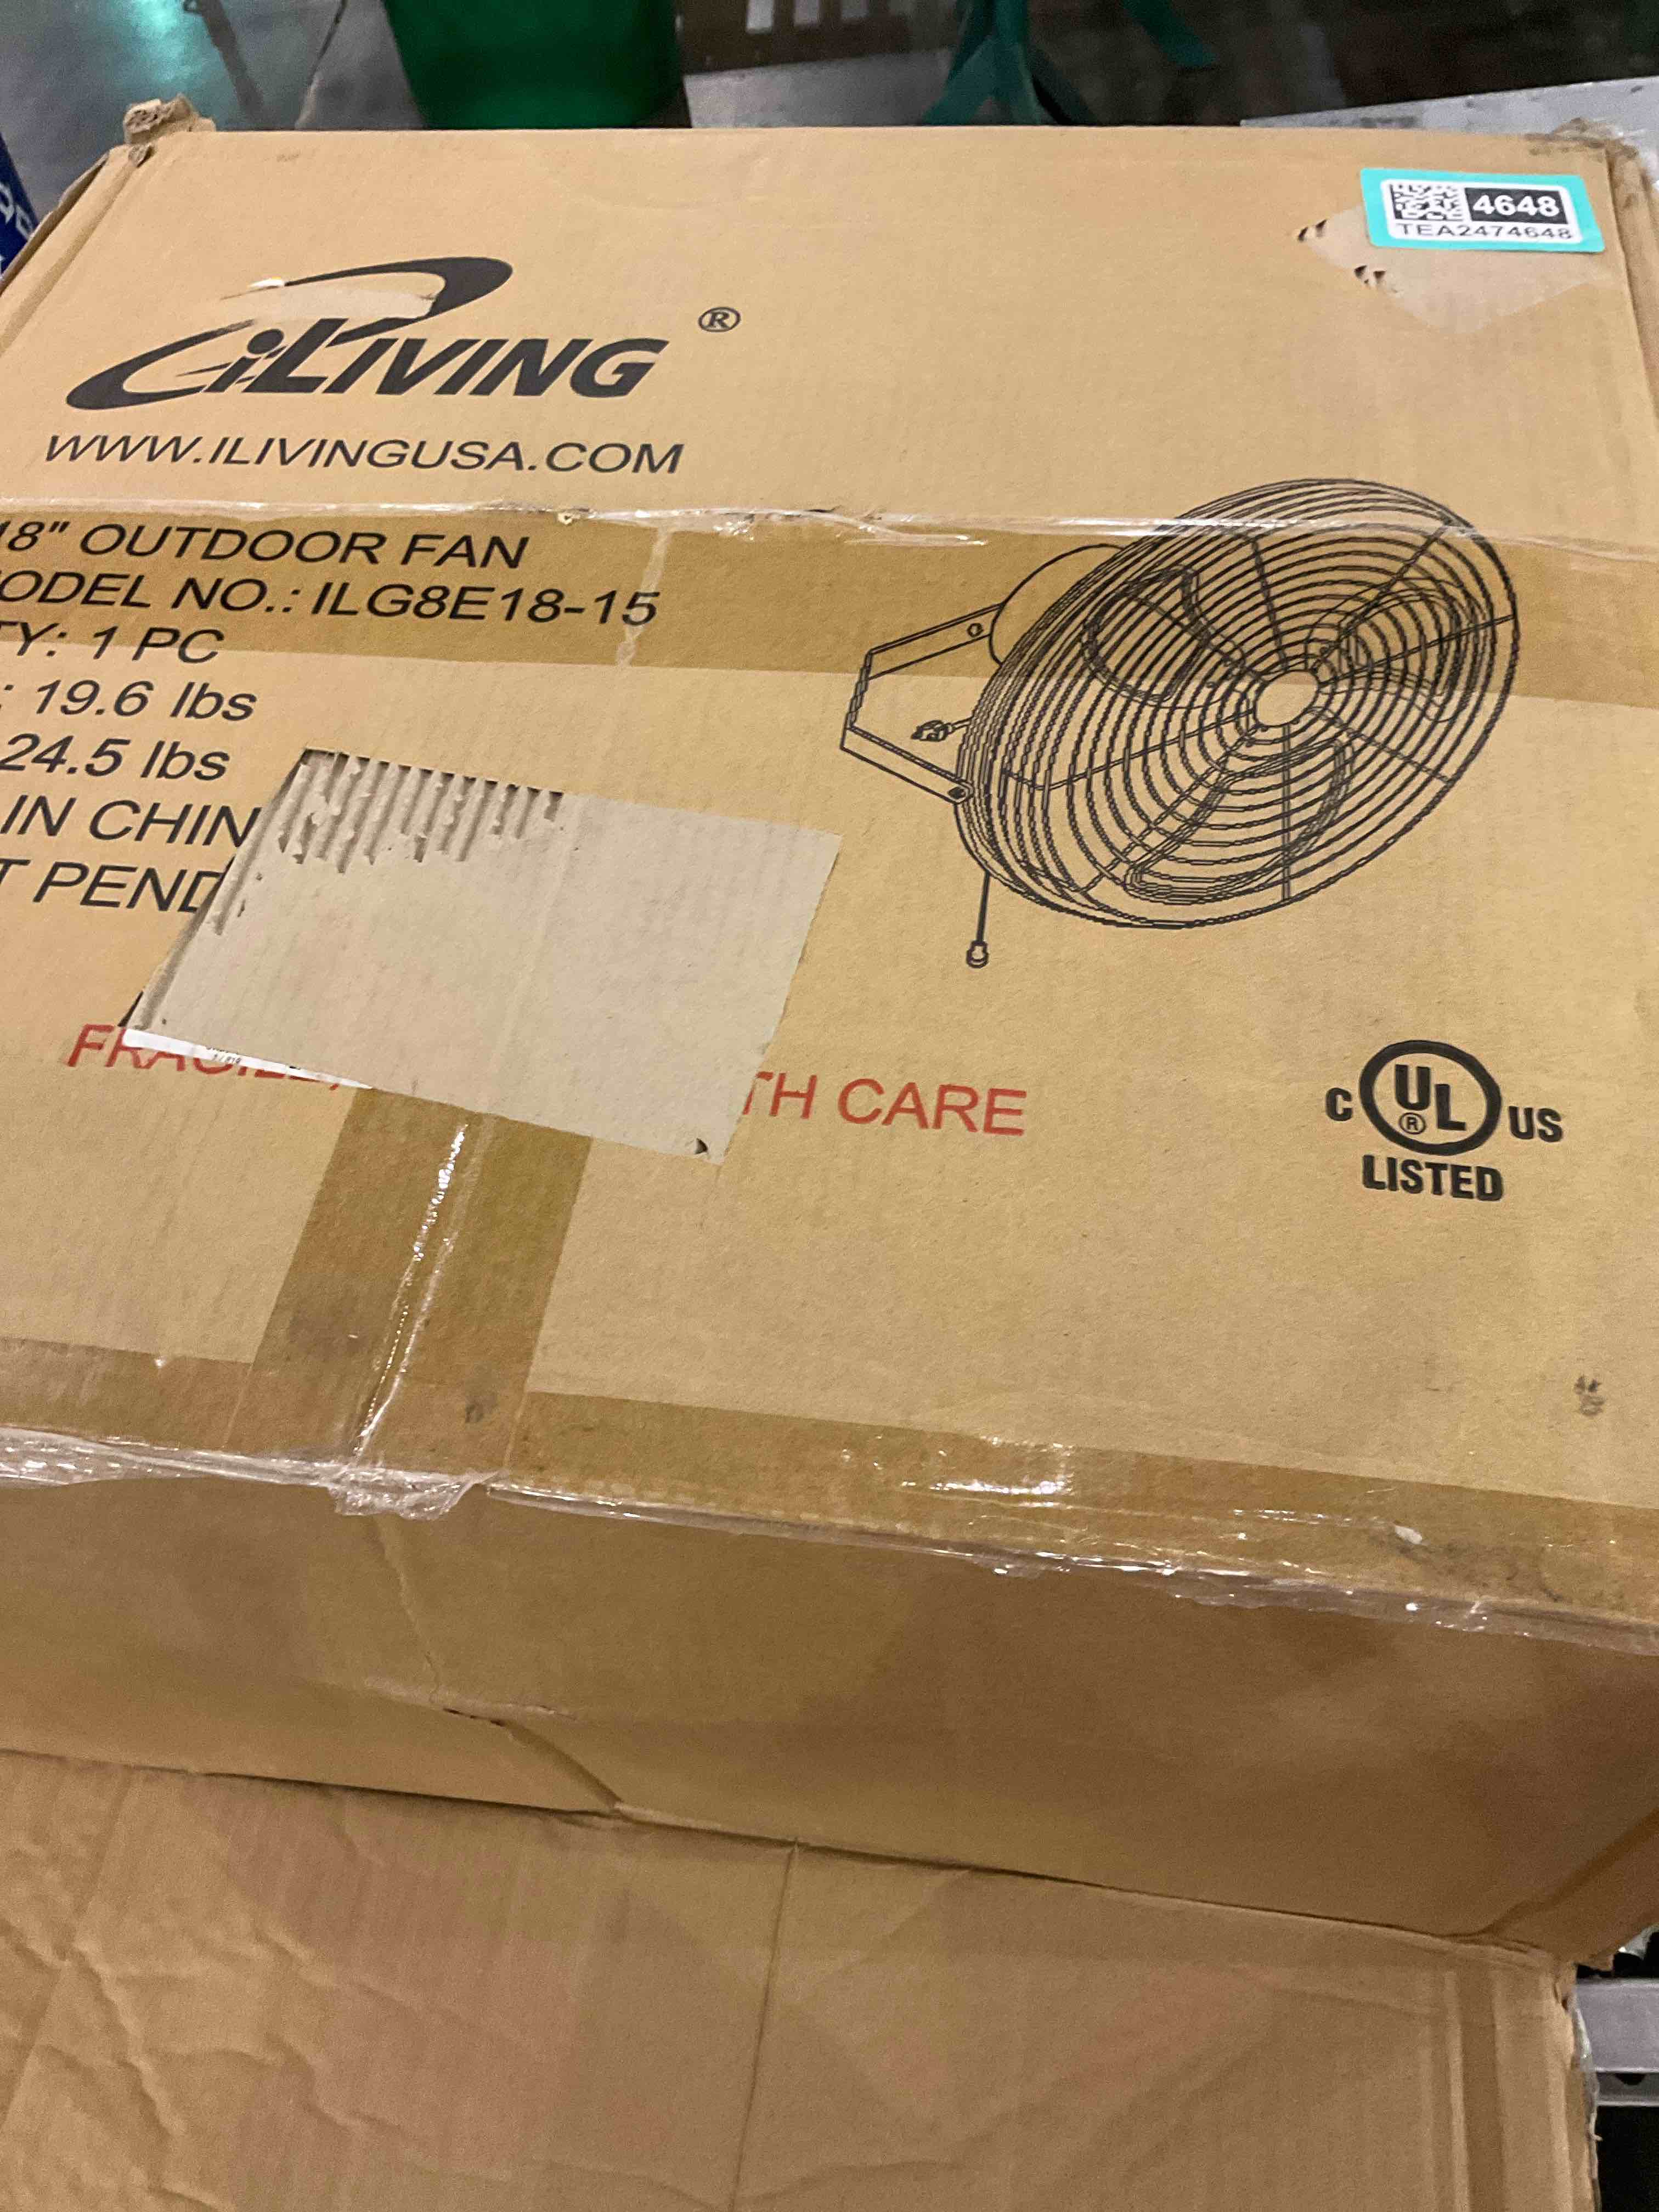 4648
TEA2474648
iLIVING ®
WWW.ILIVINGUSA.COM
18" OUTDOOR FAN
ODEL NO.: ILG8E18-15
TY: 1 PC
: 19.6 lbs
24.5 lbs
IN CHIN
T PEND
FRAGILE,
TH CARE
C UL ® US
LISTED